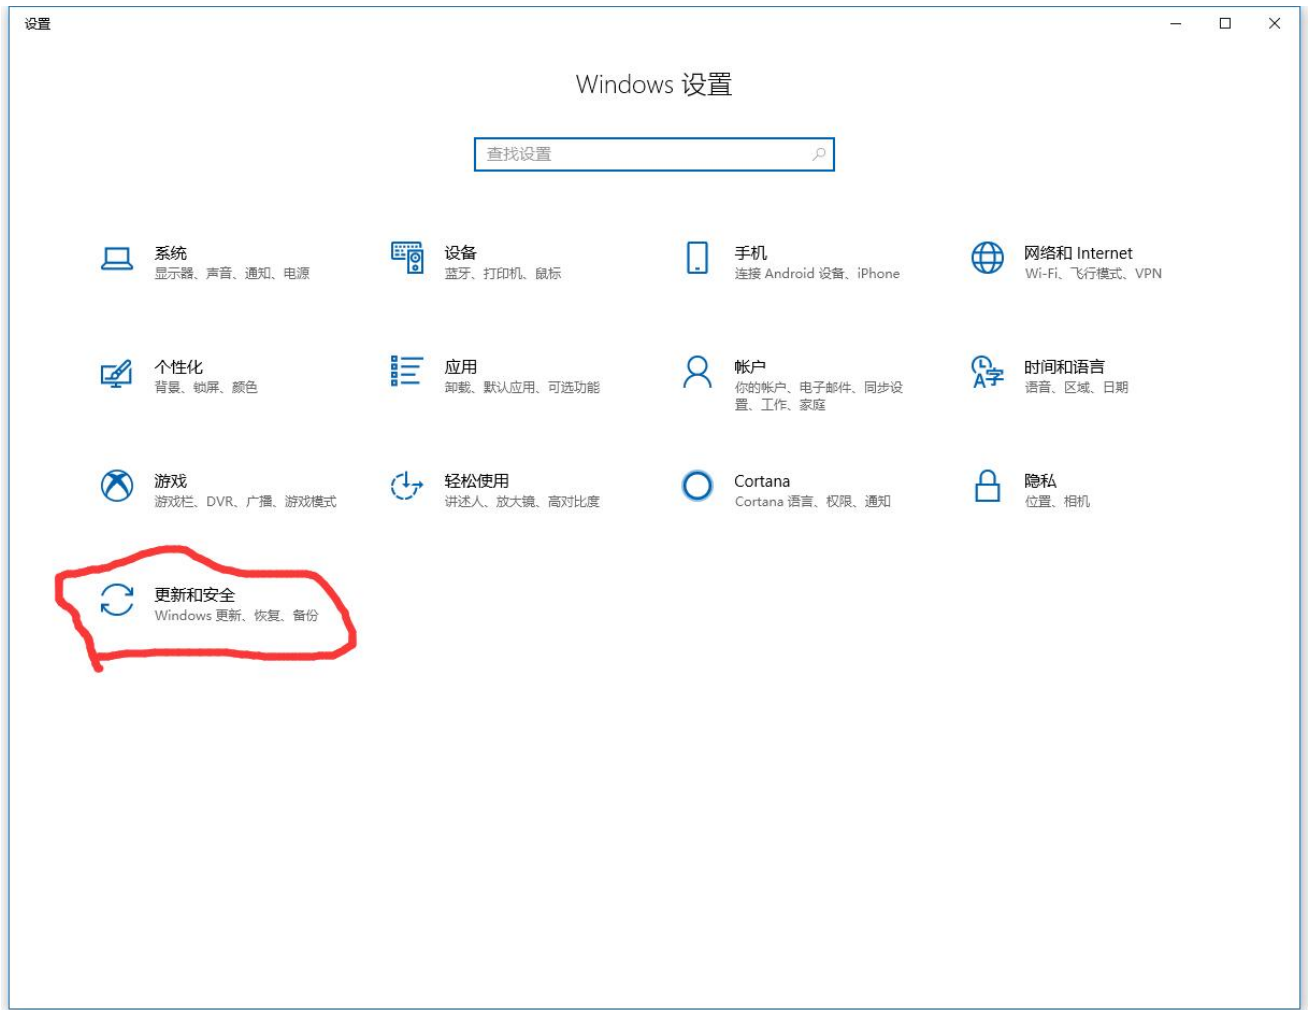 设置
Windows 设置
查找设置
系统
显示器、声音、通知、电源
设备
蓝牙、打印机、鼠标
手机
连接 Android 设备、iPhone
网络和 Internet
Wi-Fi、飞行模式、VPN
个性化
背景、锁屏、颜色
应用
卸载、默认应用、可选功能
帐户
你的帐户、电子邮件、同步设
置、工作、家庭
时间和语言
语音、区域、日期
游戏
游戏栏、DVR、广播、游戏模式
轻松使用
讲述人、放大镜、高对比度
Cortana
Cortana 语言、权限、通知
隐私
位置、相机
更新和安全
Windows 更新、恢复、备份